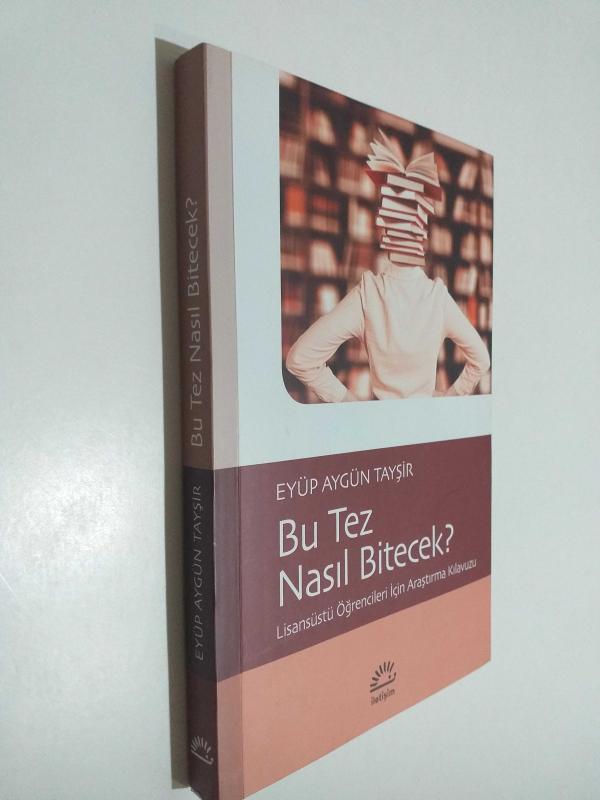 EYÜP AYGÜN TAYŞİR
Bu Tez
Nasıl Bitecek?
Lisansüstü Öğrencileri İçin Araştırma Kılavuzu
iletişim
EYÜP AYGÜN TAYŞİR Bu Tez Nasıl Bitecek?